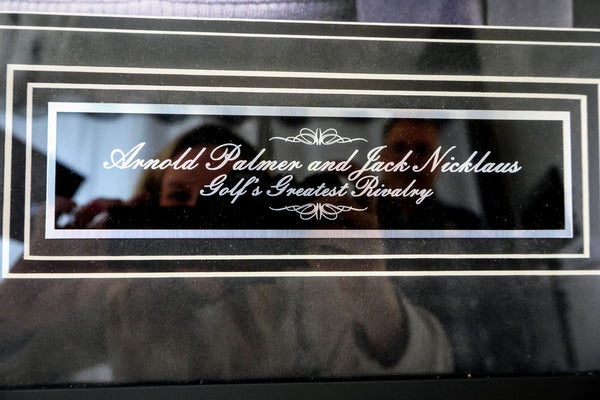 Arnold Palmer and Jack Nicklaus
Golf's Greatest Rivalry